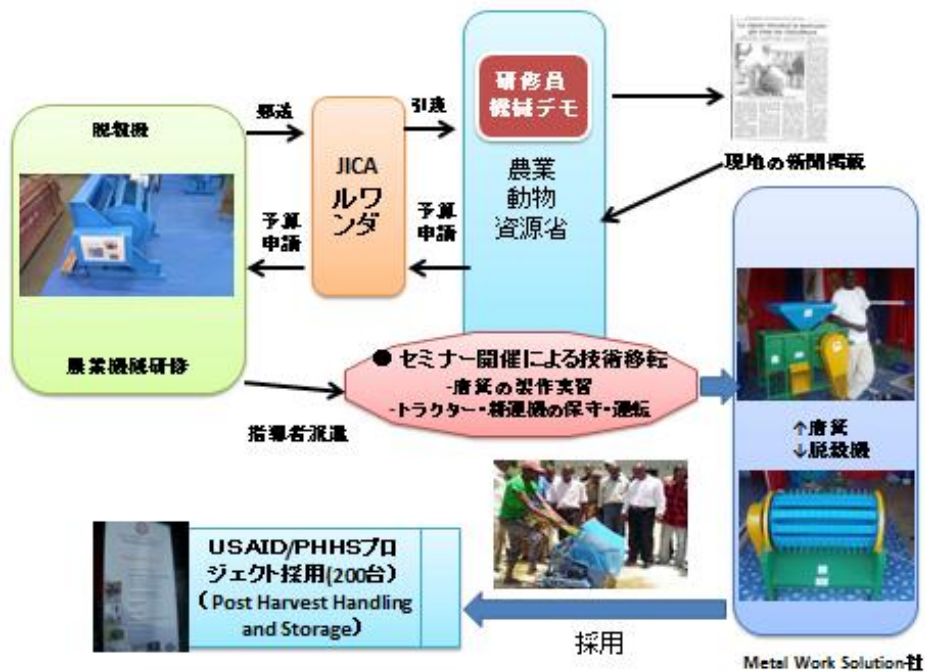 脱穀機
農業機械研修
郵送
予算
申請
JICA
ルワ
ンダ
引渡
予算
申請
研修員
機械デモ
農業
動物
資源省
現地の新聞掲載
指導者派遣
● セミナー開催による技術移転
-唐箕の製作実習
-トラクター・耕運機の保守・運転
↑唐箕
↓脱穀機
Metal Work Solution社
採用
USAID/PHHSプロ
ジェクト採用(200台)
(Post Harvest Handling
and Storage)